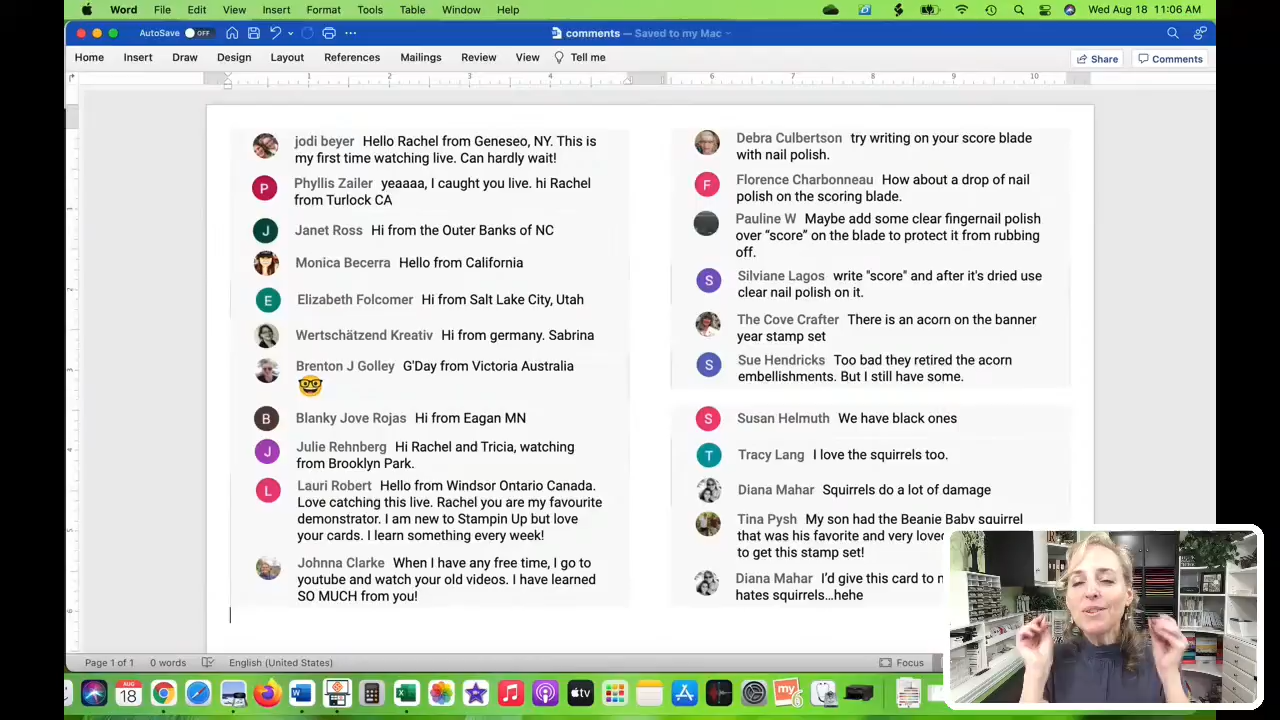 Word File Edit View Insert Format Tools Table Window Help Wed Aug 18 11:06 AM
AutoSave OFF comments — Saved to my Mac
Home Insert Draw Design Layout References Mailings Review View Tell me Share Comments
1 2 3 4 6 7 8 9 10
jodi beyer Hello Rachel from Geneseo, NY. This is
my first time watching live. Can hardly wait!
P Phyllis Zailer yeaaaa, I caught you live. hi Rachel
from Turlock CA
J Janet Ross Hi from the Outer Banks of NC
Monica Becerra Hello from California
E Elizabeth Folcomer Hi from Salt Lake City, Utah
Wertschätzend Kreativ Hi from germany. Sabrina
Brenton J Golley G'Day from Victoria Australia
🤓
B Blanky Jove Rojas Hi from Eagan MN
J Julie Rehnberg Hi Rachel and Tricia, watching
from Brooklyn Park.
L Lauri Robert Hello from Windsor Ontario Canada.
Love catching this live. Rachel you are my favourite
demonstrator. I am new to Stampin Up but love
your cards. I learn something every week!
Johnna Clarke When I have any free time, I go to
youtube and watch your old videos. I have learned
SO MUCH from you!
Debra Culbertson try writing on your score blade
with nail polish.
F Florence Charbonneau How about a drop of nail
polish on the scoring blade.
Pauline W Maybe add some clear fingernail polish
over “score” on the blade to protect it from rubbing
off.
S Silviane Lagos write "score" and after it's dried use
clear nail polish on it.
The Cove Crafter There is an acorn on the banner
year stamp set
S Sue Hendricks Too bad they retired the acorn
embellishments. But I still have some.
S Susan Helmuth We have black ones
T Tracy Lang I love the squirrels too.
Diana Mahar Squirrels do a lot of damage
Tina Pysh My son had the Beanie Baby squirrel
that was his favorite and very
to get this stamp set!
Diana Mahar I’d give this card to
hates squirrels…hehe
Page 1 of 1 0 words English (United States) Focus
AUG
18
tv
my